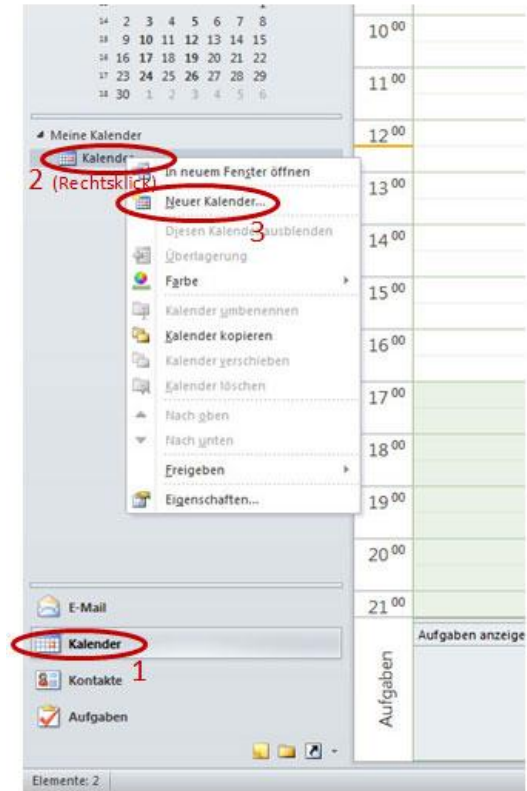 14 2 3 4 5 6 7 8
15 9 10 11 12 13 14 15
16 16 17 18 19 20 21 22
17 23 24 25 26 27 28 29
18 30 1 2 3 4 5 6
Meine Kalender
Kalender
2 (Rechtsklick)
In neuem Fenster öffnen
Neuer Kalender...
3
Diesen Kalender ausblenden
Überlagerung
Farbe
Kalender umbenennen
Kalender kopieren
Kalender verschieben
Kalender löschen
Nach oben
Nach unten
Freigeben
Eigenschaften...
E-Mail
Kalender
1
Kontakte
Aufgaben
Elemente: 2
10 00
11 00
12 00
13 00
14 00
15 00
16 00
17 00
18 00
19 00
20 00
21 00
Aufgaben anzeige
Aufgaben